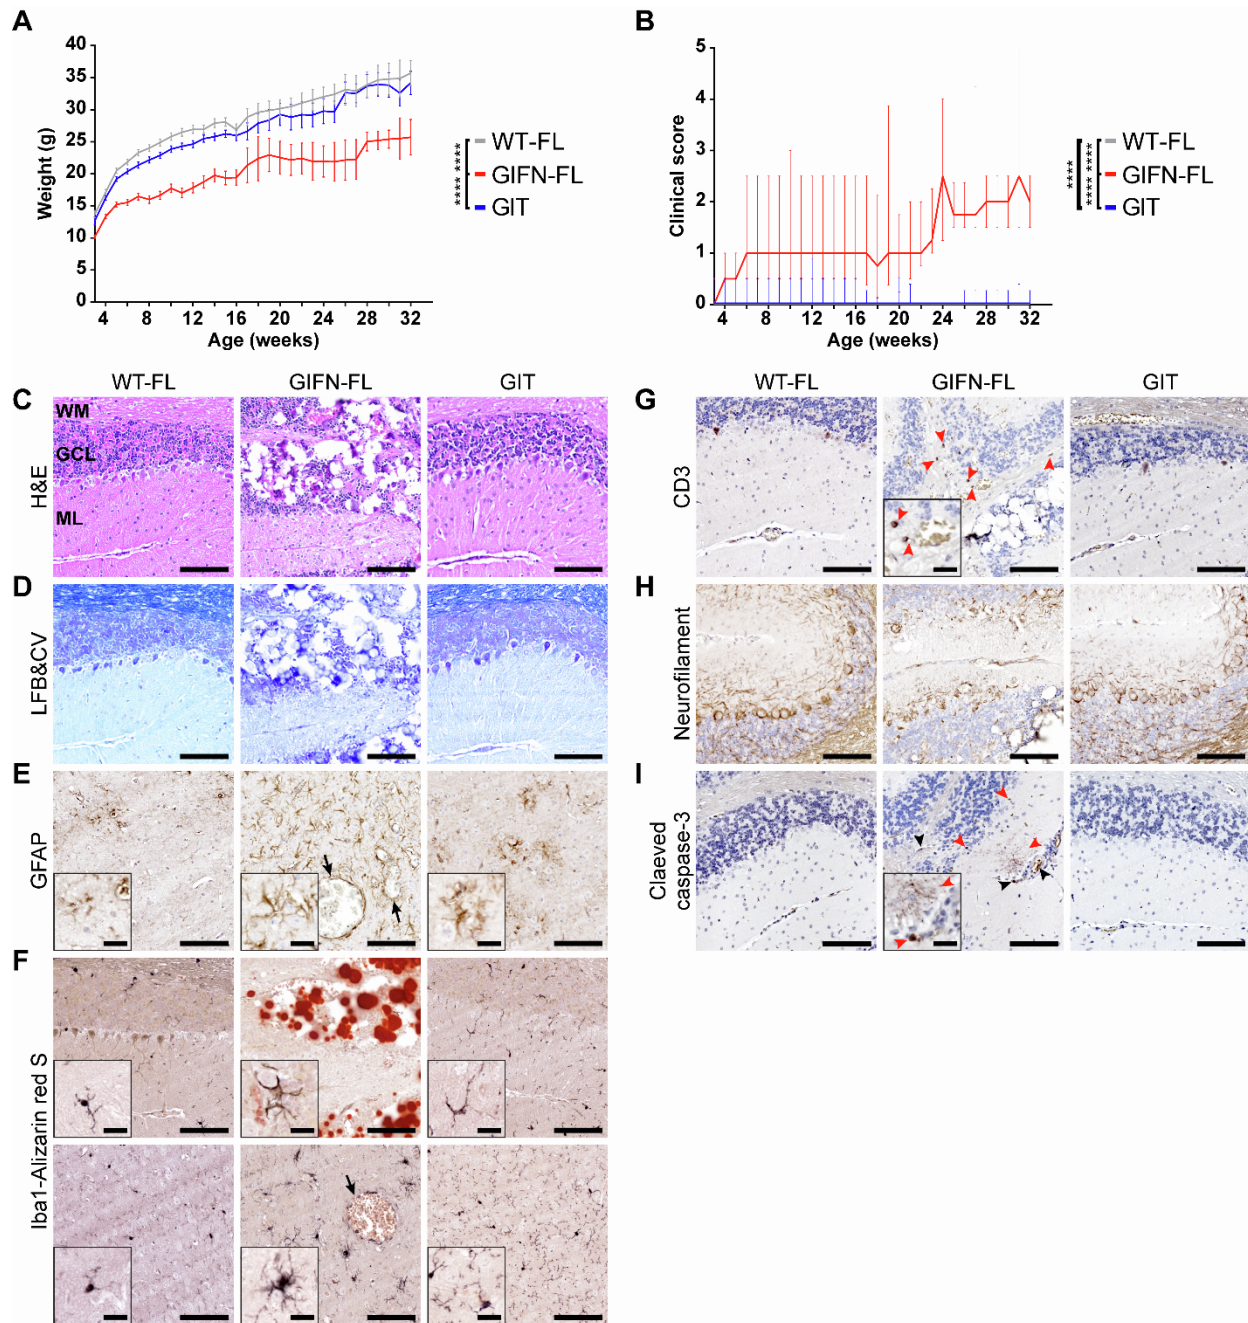 A
Weight (g)
40
35
30
25
20
15
10
5
0
4 8 12 16 20 24 28 32
Age (weeks)
**** ****
WT-FL
GIFN-FL
GIT
B
Clinical score
5
4
3
2
1
0
4 8 12 16 20 24 28 32
Age (weeks)
****
**** ****
WT-FL
GIFN-FL
GIT
WT-FL GIFN-FL GIT
C
H&E
WM
GCL
ML
D
LFB&CV
E
GFAP
F
Iba1-Alizarin red S
WT-FL GIFN-FL GIT
G
CD3
H
Neurofilament
I
Claeved
caspase-3